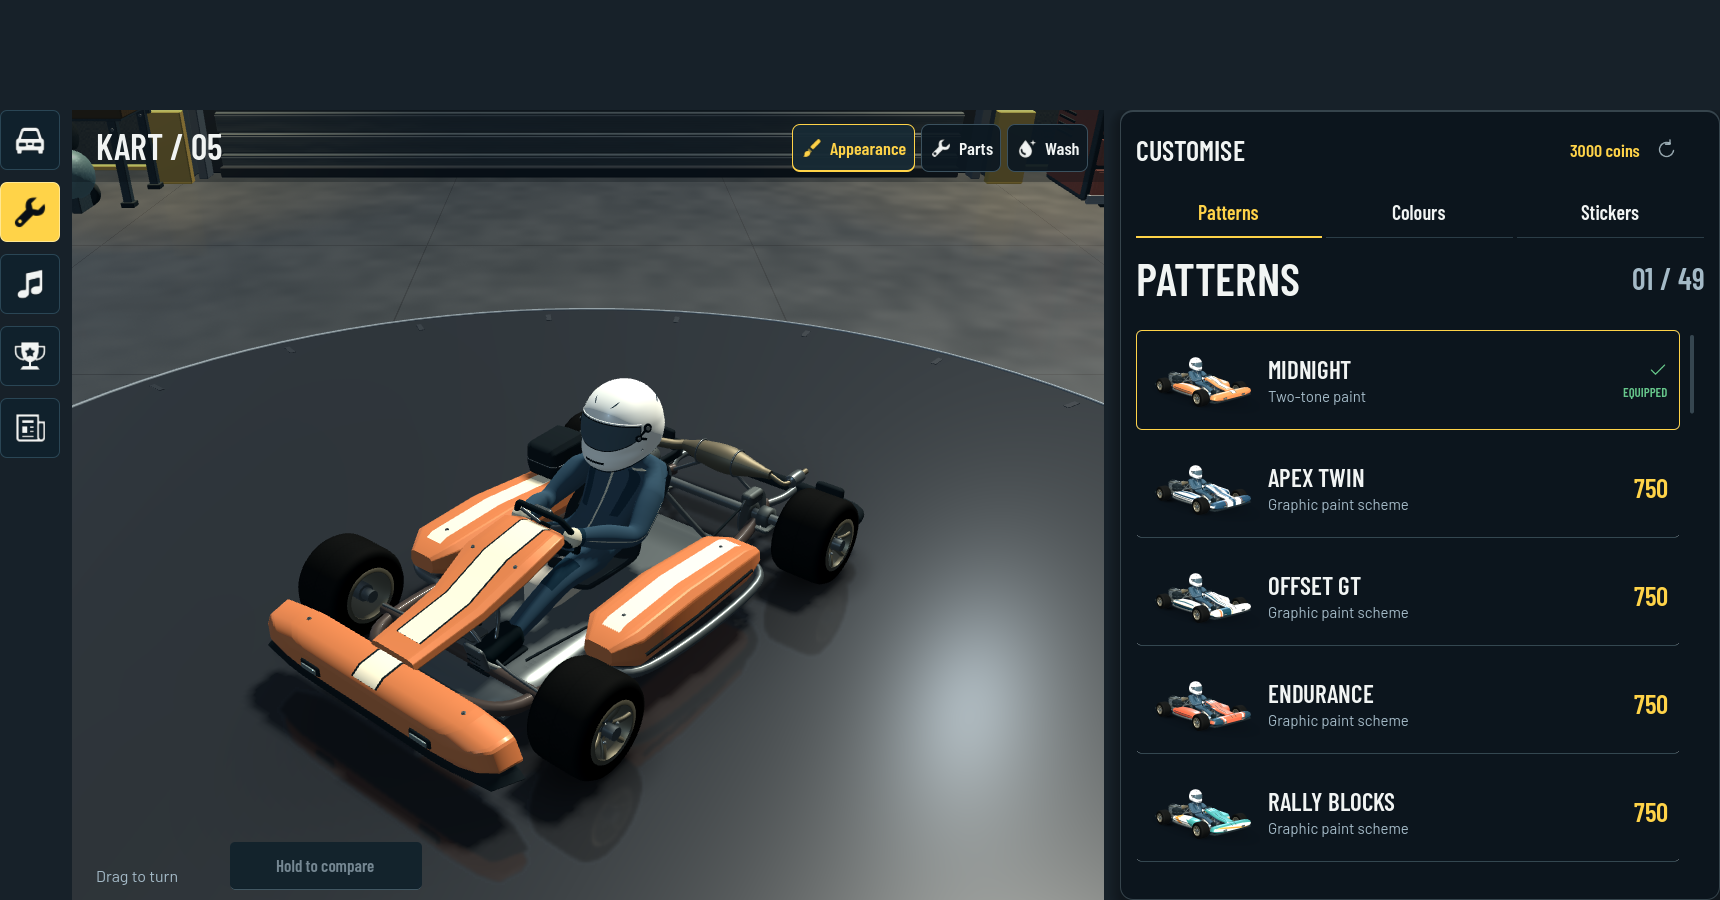 KART / 05
Appearance
Parts
Wash
Drag to turn
Hold to compare
CUSTOMISE
3000 coins
Patterns
Colours
Stickers
PATTERNS
01 / 49
MIDNIGHT
Two-tone paint
EQUIPPED
APEX TWIN
Graphic paint scheme
750
OFFSET GT
Graphic paint scheme
750
ENDURANCE
Graphic paint scheme
750
RALLY BLOCKS
Graphic paint scheme
750